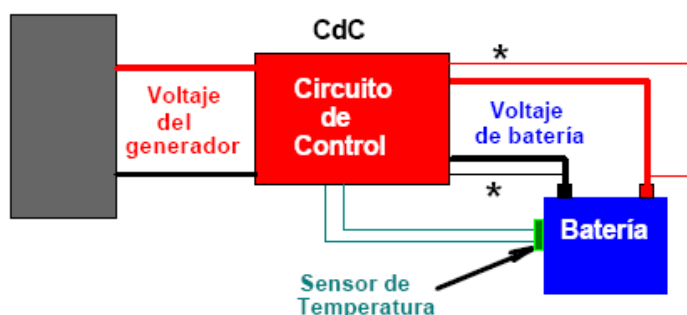 CdC
*
Voltaje
del
generador
Circuito
de
Control
Voltaje
de batería
*
Batería
Sensor de
Temperatura